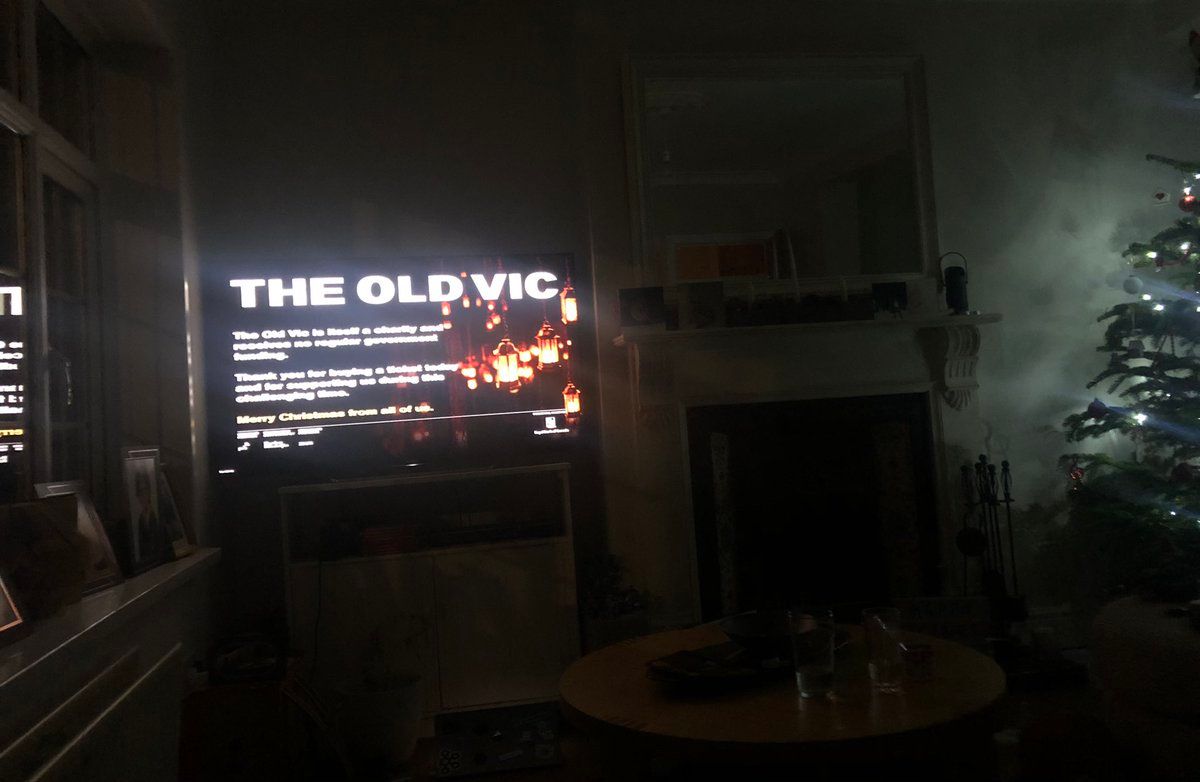 THE OLD VIC
The Old Vic is itself a charity and
receives no regular government
funding.
Thank you for buying a ticket today
and for supporting us during this
challenging time.
Merry Christmas from all of us.